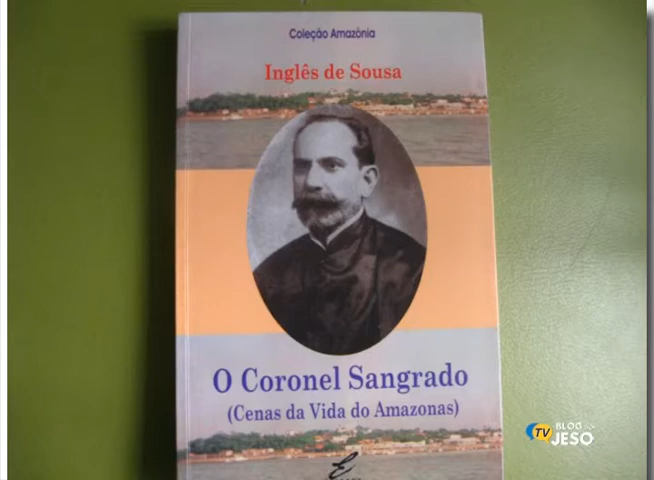 Coleção Amazônia
Inglês de Sousa
O Coronel Sangrado
(Cenas da Vida do Amazonas)
TV
BLOG
JESO